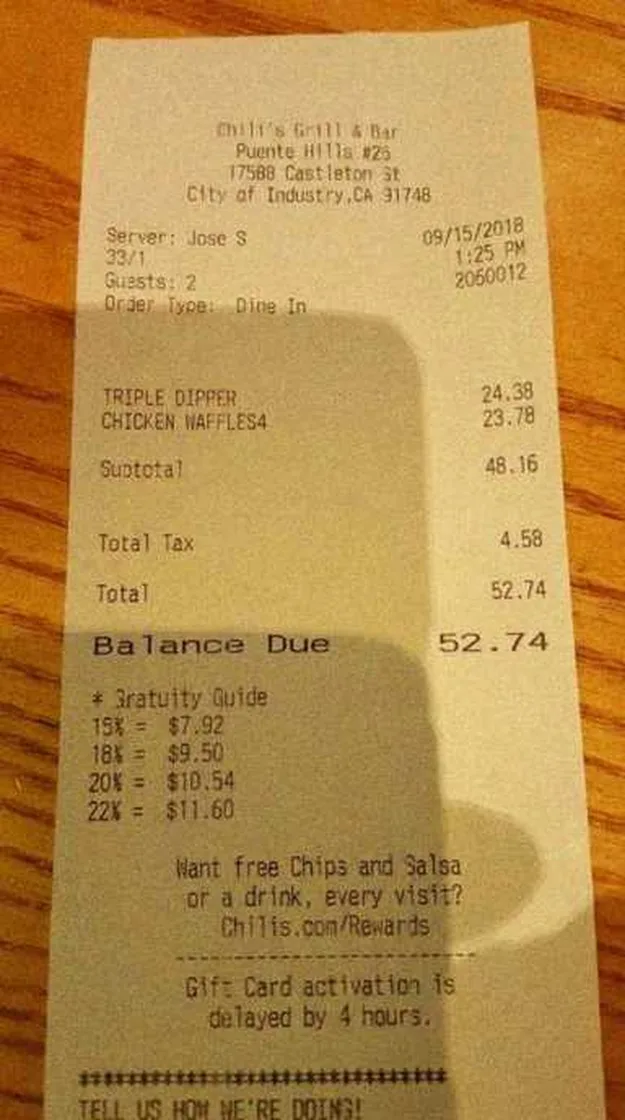 Chili's Grill & Bar
Puente Hills #26
17588 Castleton St
City of Industry,CA 91748
Server: Jose S 09/15/2018
33/1 1:25 PM
Guests: 2 2060012
Order Type: Dine In
TRIPLE DIPPER 24.38
CHICKEN WAFFLES4 23.78
Subtotal 48.16
Total Tax 4.58
Total 52.74
Balance Due 52.74
* Gratuity Guide
15% = $7.92
18% = $9.50
20% = $10.54
22% = $11.60
Want free Chips and Salsa
or a drink, every visit?
Chilis.com/Rewards
--------------------------------
Gift Card activation is
delayed by 4 hours.
************************************
TELL US HOW WE'RE DOING!